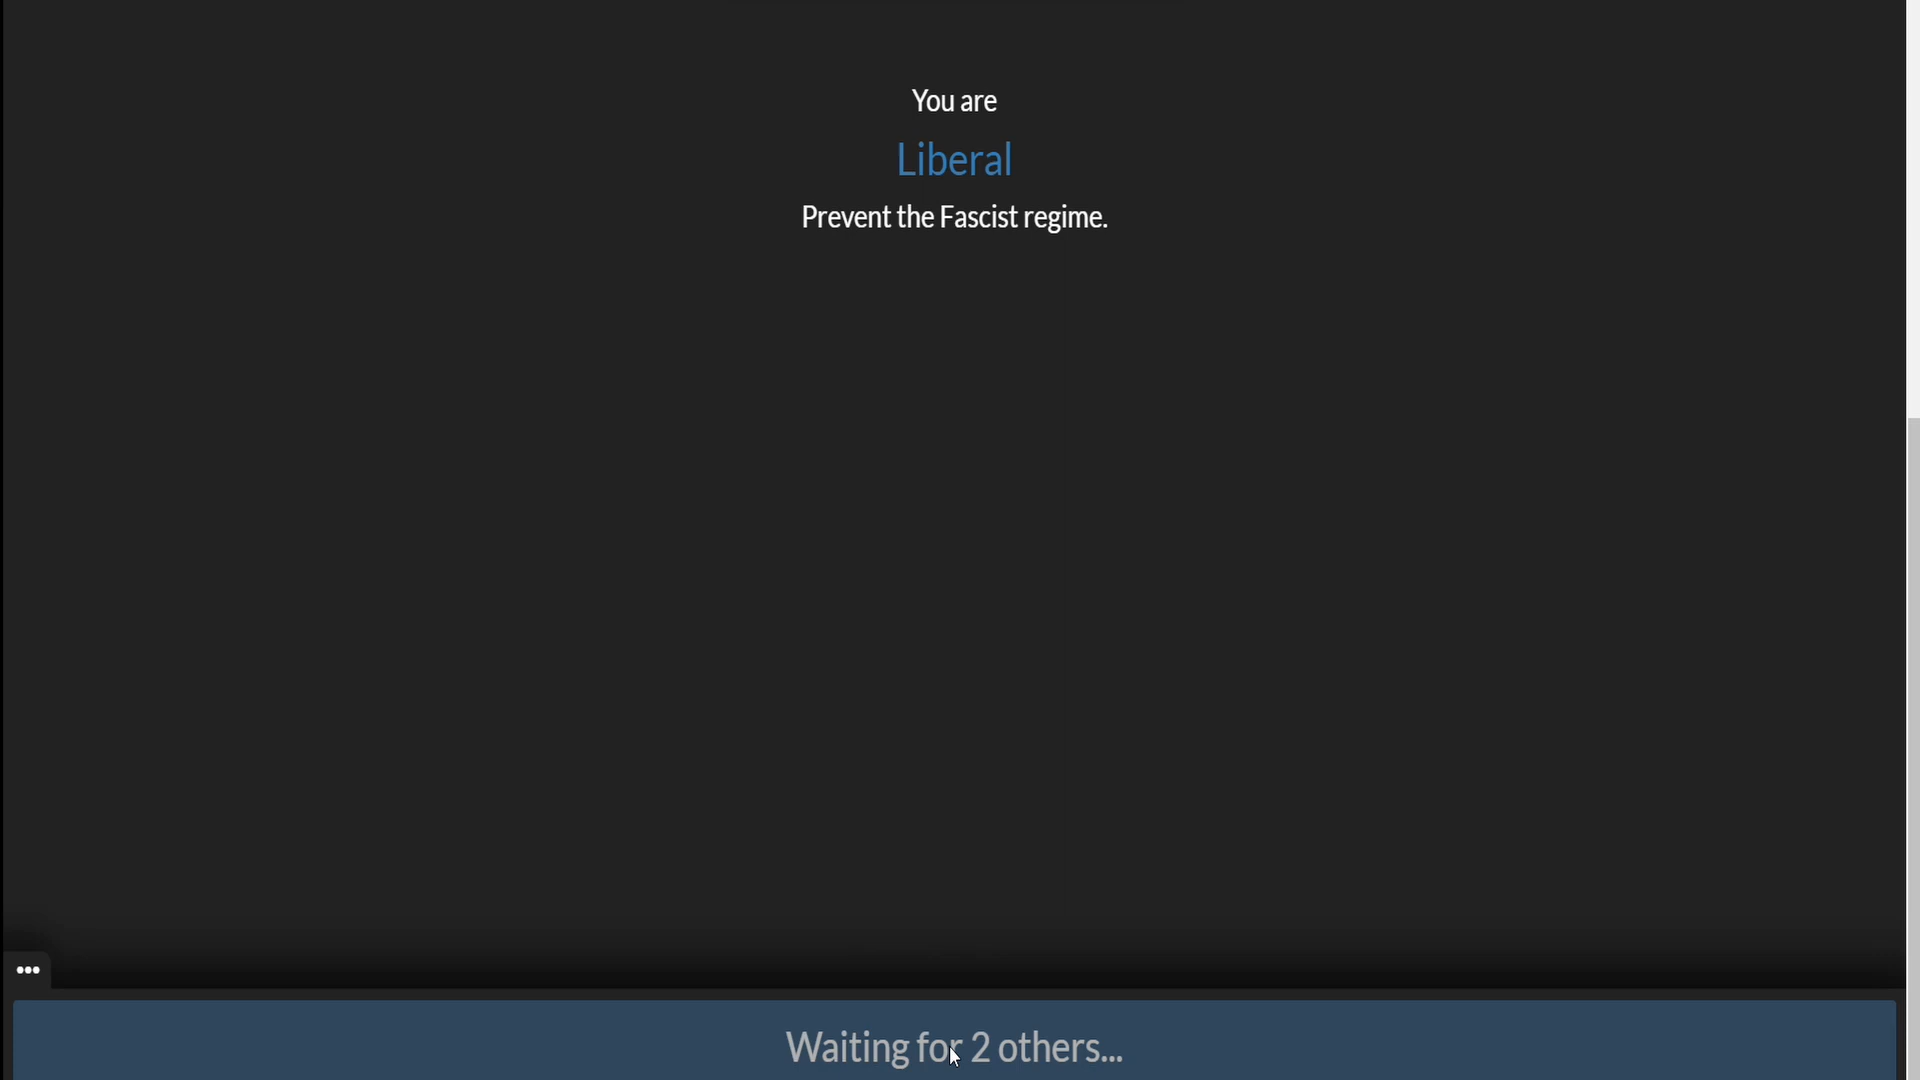 You are
Liberal
Prevent the Fascist regime.
Waiting for 2 others...